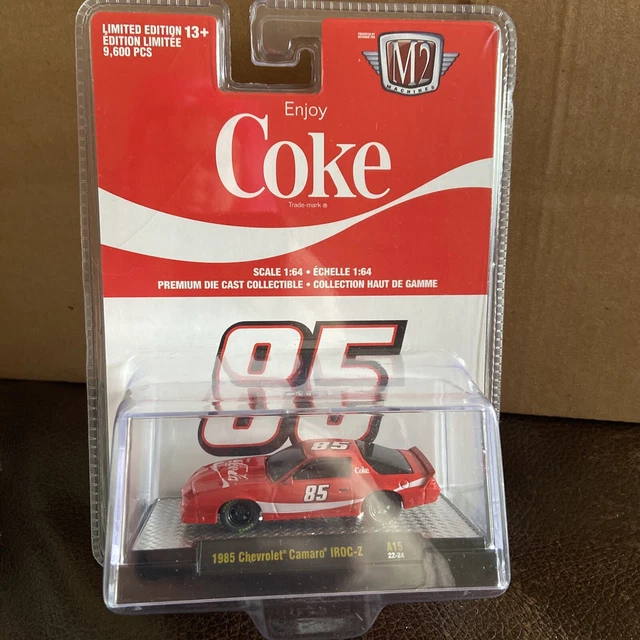 LIMITED EDITION 13+
ÉDITION LIMITÉE
9,600 PCS
M2
MACHINES
Enjoy
Coke
Trade-mark ®
SCALE 1:64 • ÉCHELLE 1:64
PREMIUM DIE CAST COLLECTIBLE • COLLECTION HAUT DE GAMME
85
85
Coke
85
1985 Chevrolet® Camaro® IROC-Z
A15
22-24